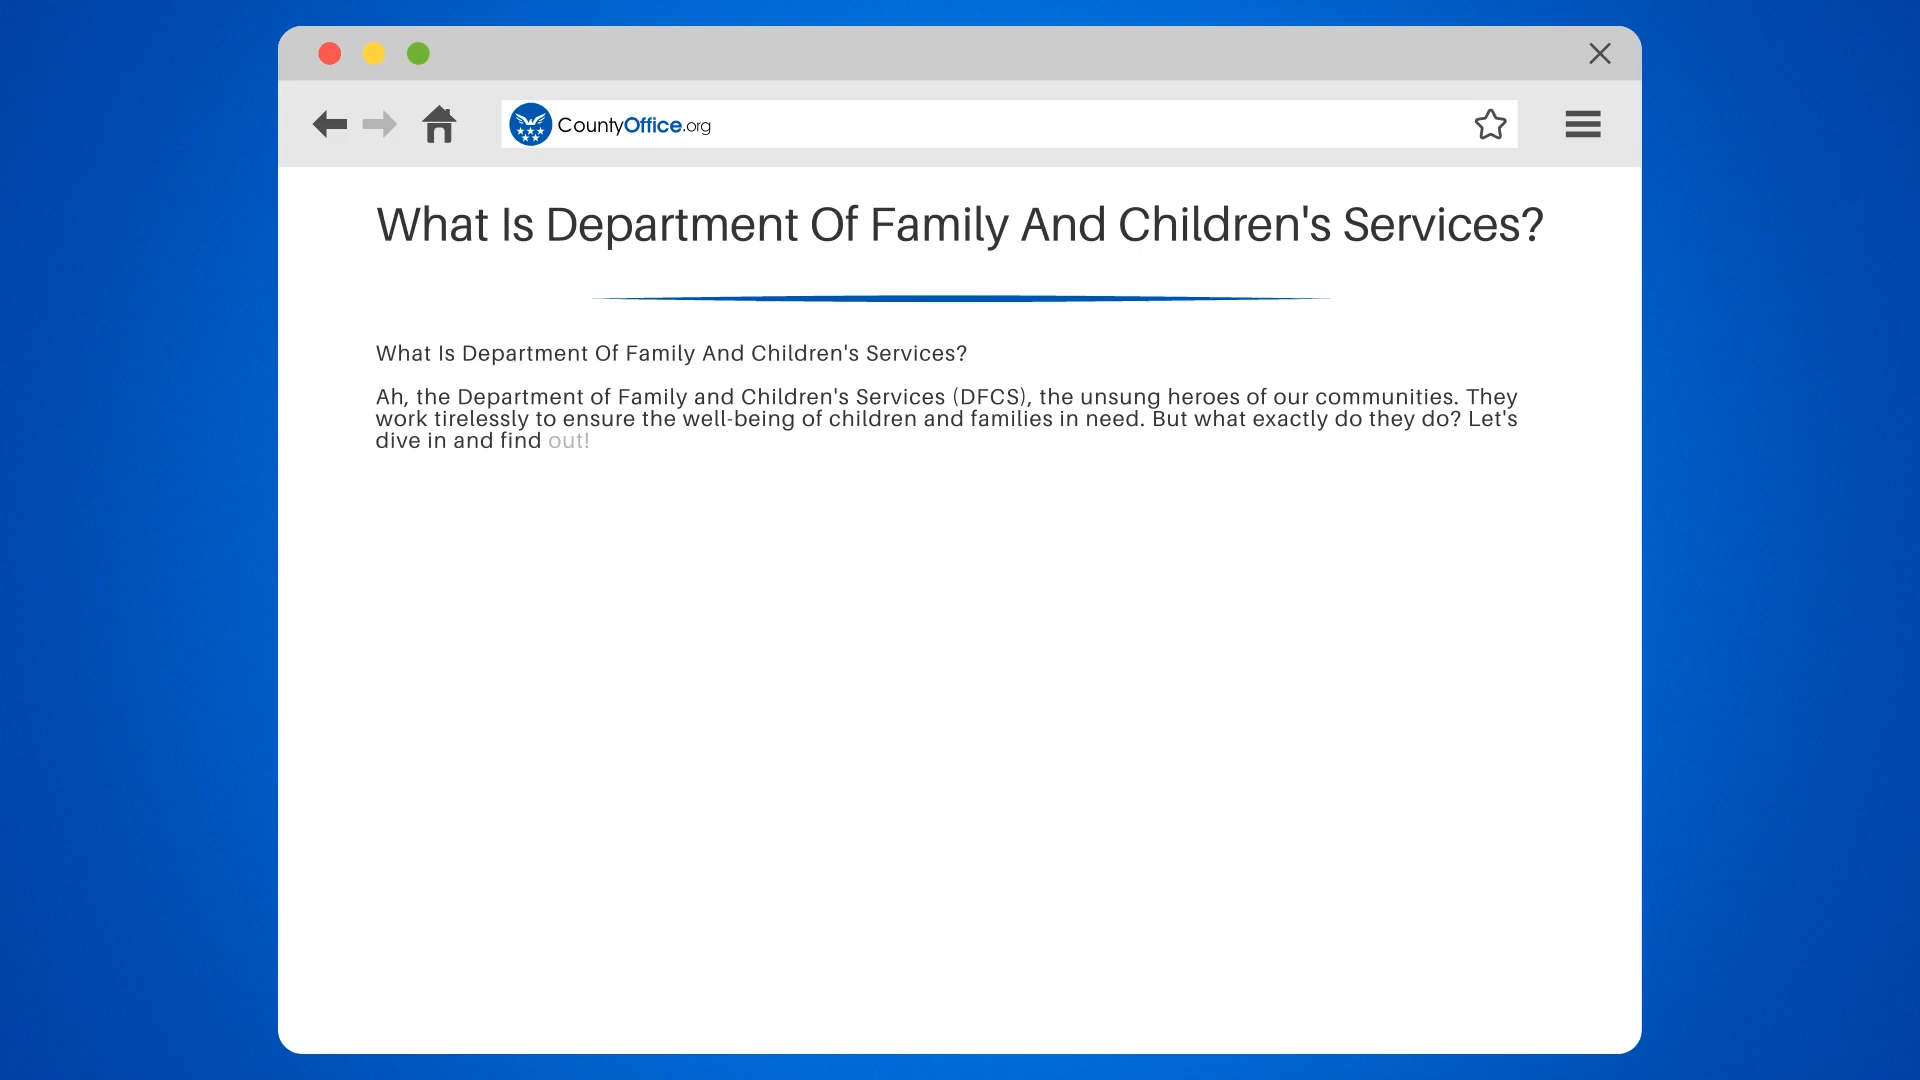 CountyOffice.org
What Is Department Of Family And Children's Services?
What Is Department Of Family And Children's Services?
Ah, the Department of Family and Children's Services (DFCS), the unsung heroes of our communities. They
work tirelessly to ensure the well-being of children and families in need. But what exactly do they do? Let's
dive in and find out!